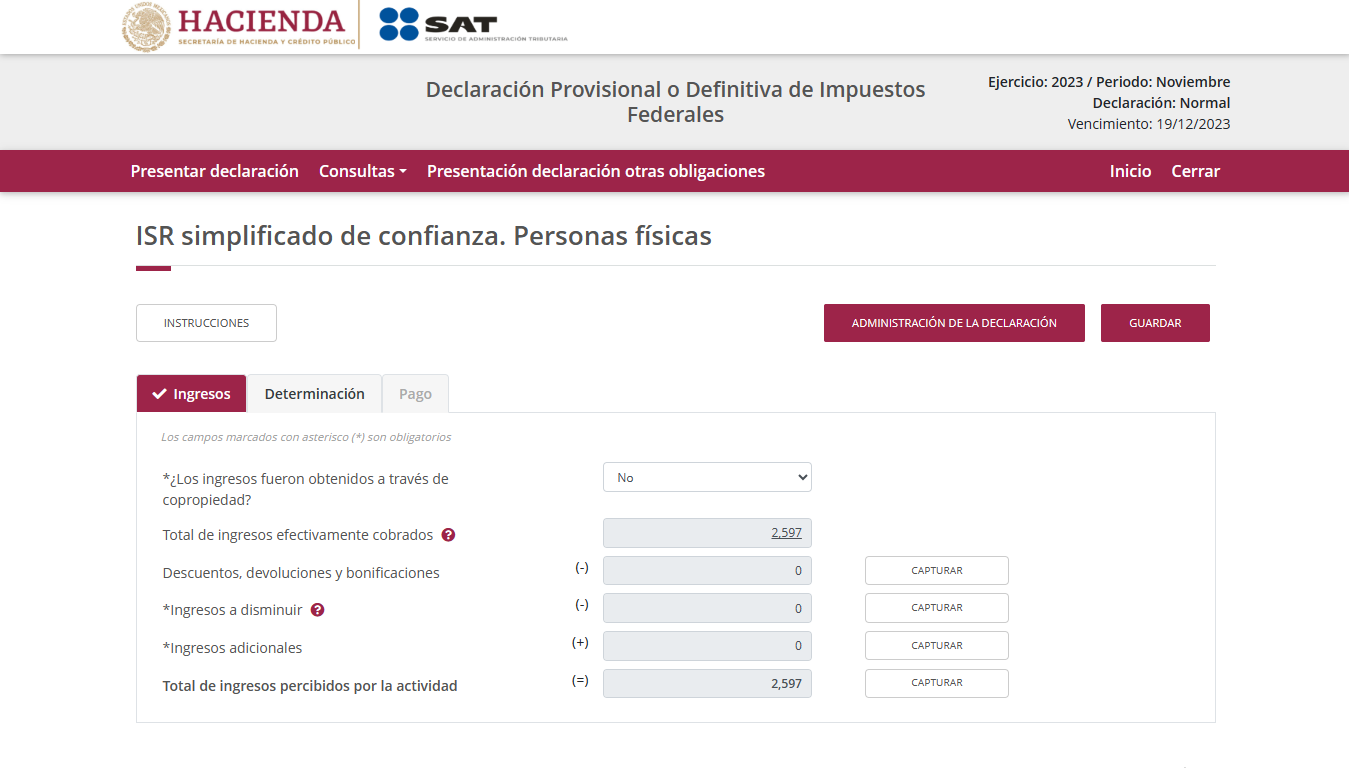 HACIENDA
SECRETARÍA DE HACIENDA Y CRÉDITO PÚBLICO
SAT
SERVICIO DE ADMINISTRACIÓN TRIBUTARIA
Declaración Provisional o Definitiva de Impuestos
Federales
Ejercicio: 2023 / Periodo: Noviembre
Declaración: Normal
Vencimiento: 19/12/2023
Presentar declaración Consultas Presentación declaración otras obligaciones Inicio Cerrar
ISR simplificado de confianza. Personas físicas
INSTRUCCIONES ADMINISTRACIÓN DE LA DECLARACIÓN GUARDAR
Ingresos Determinación Pago
Los campos marcados con asterisco (*) son obligatorios
*¿Los ingresos fueron obtenidos a través de No
copropiedad?
Total de ingresos efectivamente cobrados ? 2,597
Descuentos, devoluciones y bonificaciones (-) 0 CAPTURAR
*Ingresos a disminuir ? (-) 0 CAPTURAR
*Ingresos adicionales (+) 0 CAPTURAR
Total de ingresos percibidos por la actividad (=) 2,597 CAPTURAR